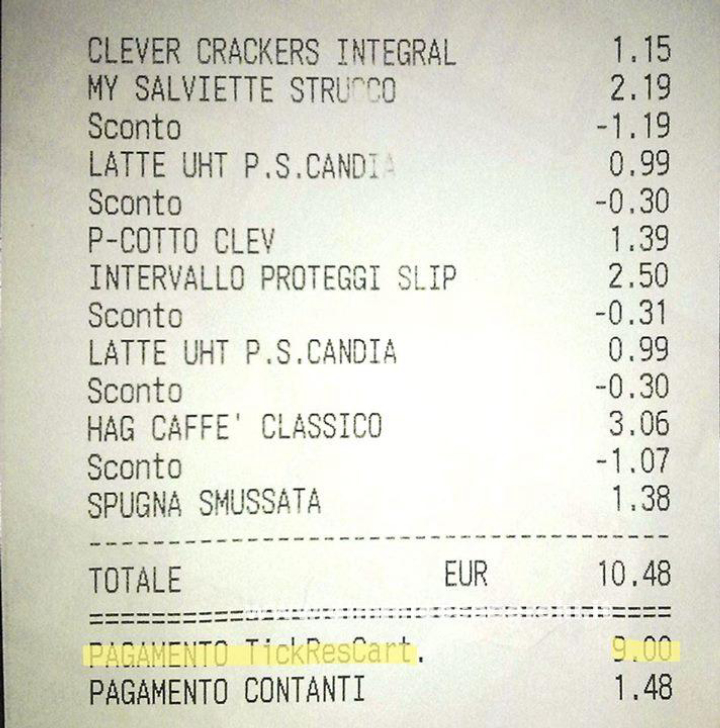 CLEVER CRACKERS INTEGRAL 1.15
MY SALVIETTE STRUCCO 2.19
Sconto -1.19
LATTE UHT P.S.CANDIA 0.99
Sconto -0.30
P-COTTO CLEV 1.39
INTERVALLO PROTEGGI SLIP 2.50
Sconto -0.31
LATTE UHT P.S.CANDIA 0.99
Sconto -0.30
HAG CAFFE' CLASSICO 3.06
Sconto -1.07
SPUGNA SMUSSATA 1.38
TOTALE EUR 10.48
PAGAMENTO TickResCart. 9.00
PAGAMENTO CONTANTI 1.48